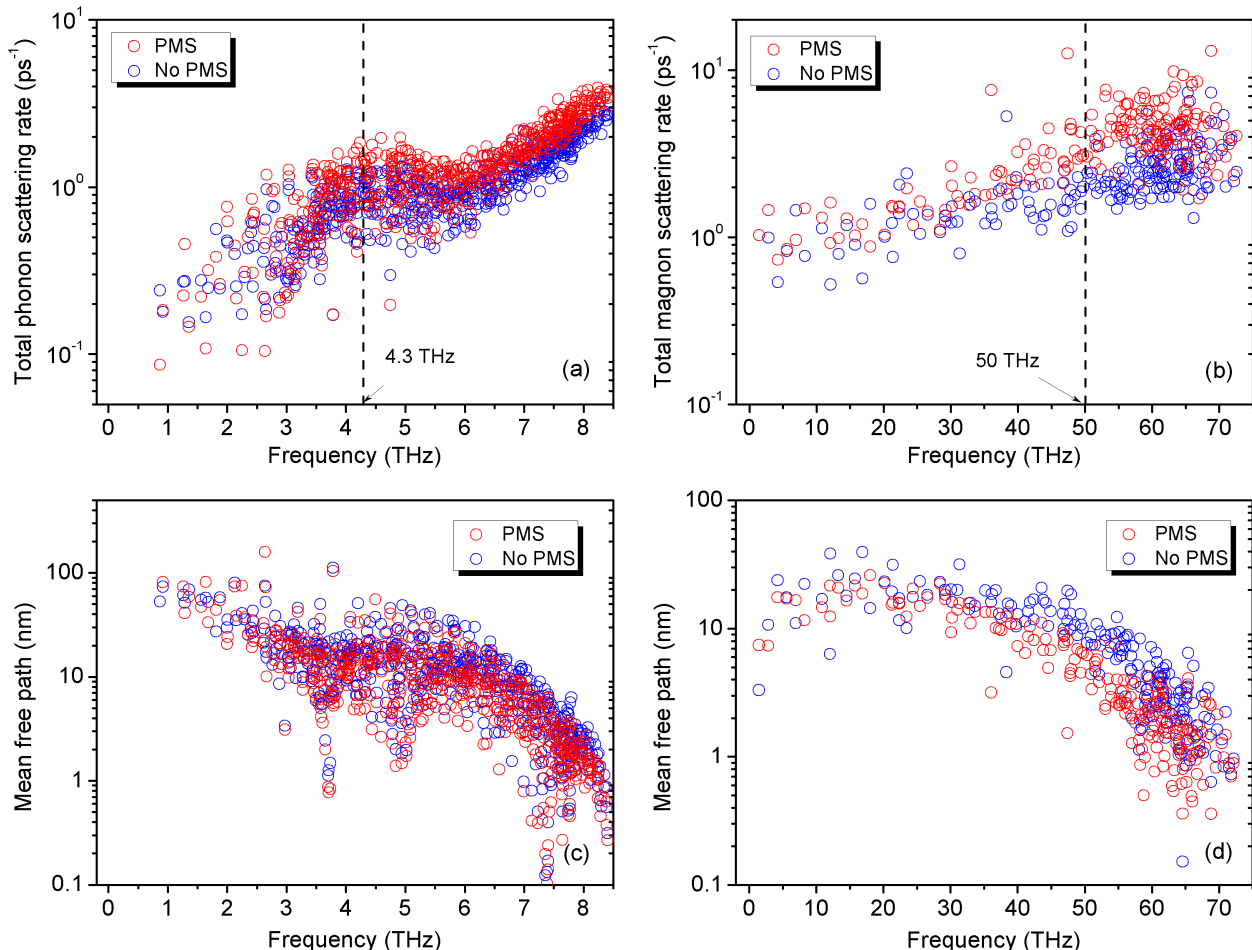 Total phonon scattering rate (ps⁻¹)
10¹
10⁰
10⁻¹
PMS
No PMS
4.3 THz
(a)
0 1 2 3 4 5 6 7 8
Frequency (THz)
Total magnon scattering rate (ps⁻¹)
10¹
10⁰
10⁻¹
PMS
No PMS
50 THz
(b)
0 10 20 30 40 50 60 70
Frequency (THz)
Mean free path (nm)
100
10
1
0.1
PMS
No PMS
(c)
0 1 2 3 4 5 6 7 8
Frequency (THz)
Mean free path (nm)
100
10
1
0.1
PMS
No PMS
(d)
0 10 20 30 40 50 60 70
Frequency (THz)